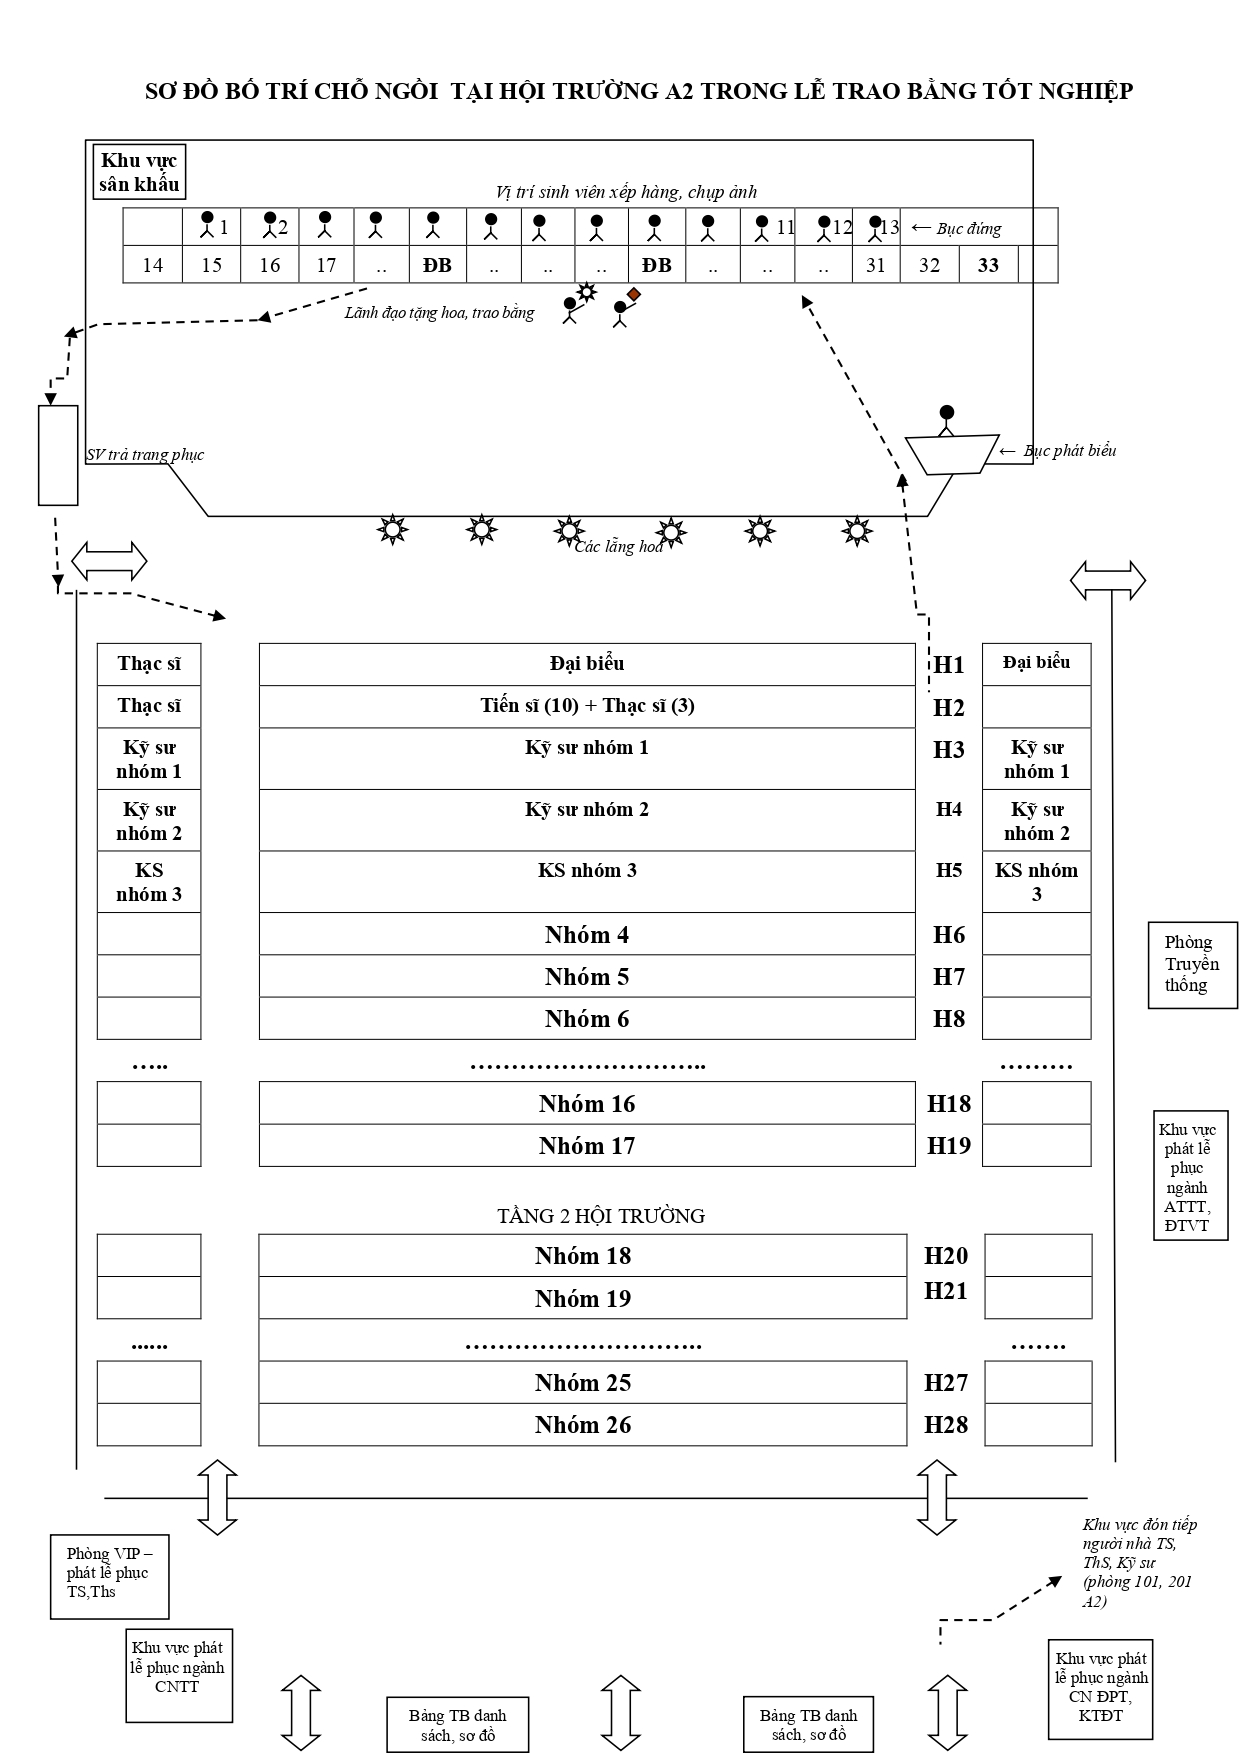 SƠ ĐỒ BỐ TRÍ CHỖ NGỒI TẠI HỘI TRƯỜNG A2 TRONG LỄ TRAO BẰNG TỐT NGHIỆP
Khu vực
sân khấu
Vị trí sinh viên xếp hàng, chụp ảnh
1 2 11 12 13 ← Bục đứng
14 15 16 17 .. ĐB .. .. .. ĐB .. .. .. 31 32 33
Lãnh đạo tặng hoa, trao bằng
SV trả trang phục
← Bục phát biểu
Các lẵng hoa
Thạc sĩ Đại biểu H1 Đại biểu
Thạc sĩ Tiến sĩ (10) + Thạc sĩ (3) H2
Kỹ sư Kỹ sư nhóm 1 H3 Kỹ sư
nhóm 1 nhóm 1
Kỹ sư Kỹ sư nhóm 2 H4 Kỹ sư
nhóm 2 nhóm 2
KS KS nhóm 3 H5 KS nhóm
nhóm 3 3
Nhóm 4 H6
Nhóm 5 H7
Nhóm 6 H8
….. ……………………….. ………
Nhóm 16 H18
Nhóm 17 H19
Phòng
Truyền
thống
Khu vực
phát lễ
phục
ngành
ATTT,
ĐTVT
TẦNG 2 HỘI TRƯỜNG
Nhóm 18 H20
Nhóm 19 H21
...... ……………………….. …….
Nhóm 25 H27
Nhóm 26 H28
Khu vực đón tiếp
người nhà TS,
ThS, Kỹ sư
(phòng 101, 201
A2)
Phòng VIP –
phát lễ phục
TS,Ths
Khu vực phát
lễ phục ngành
CNTT
Khu vực phát
lễ phục ngành
CN ĐPT,
KTĐT
Bảng TB danh
sách, sơ đồ
Bảng TB danh
sách, sơ đồ